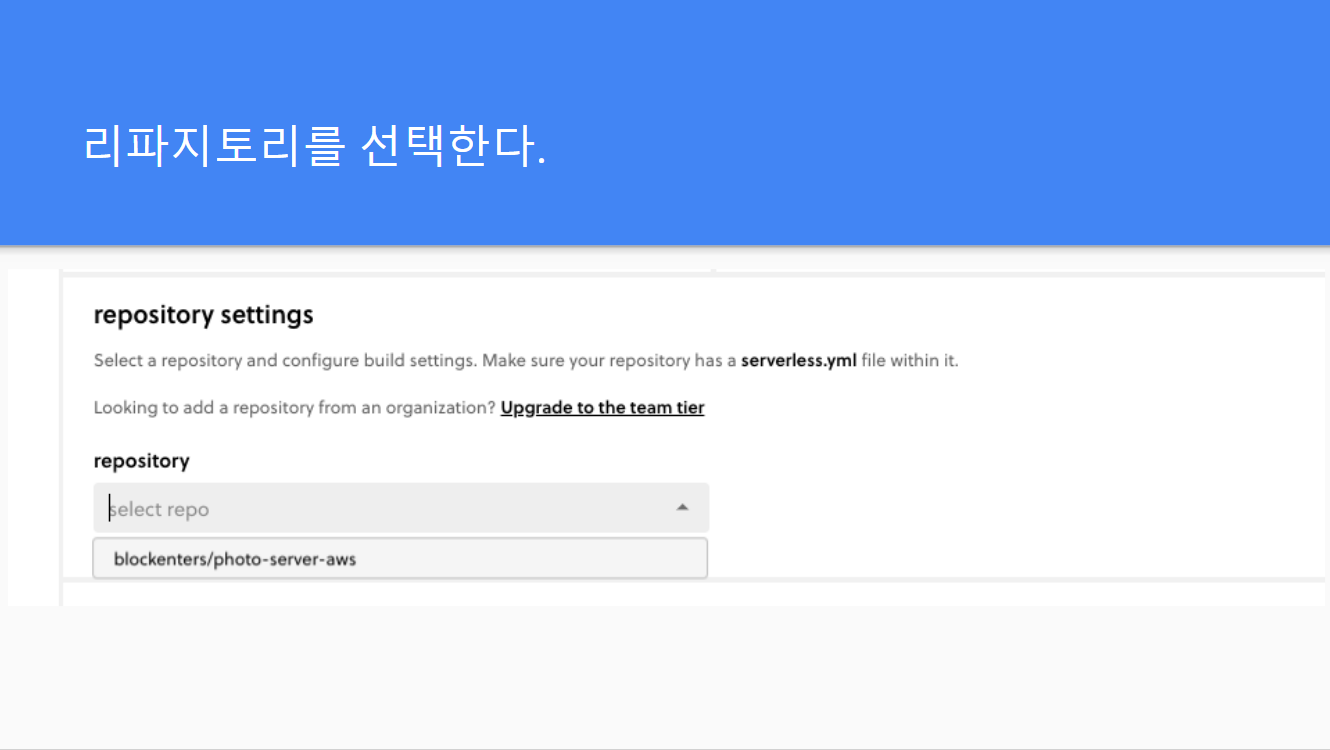 리파지토리를 선택한다.
repository settings
Select a repository and configure build settings. Make sure your repository has a serverless.yml file within it.
Looking to add a repository from an organization? Upgrade to the team tier
repository
select repo
blockenters/photo-server-aws